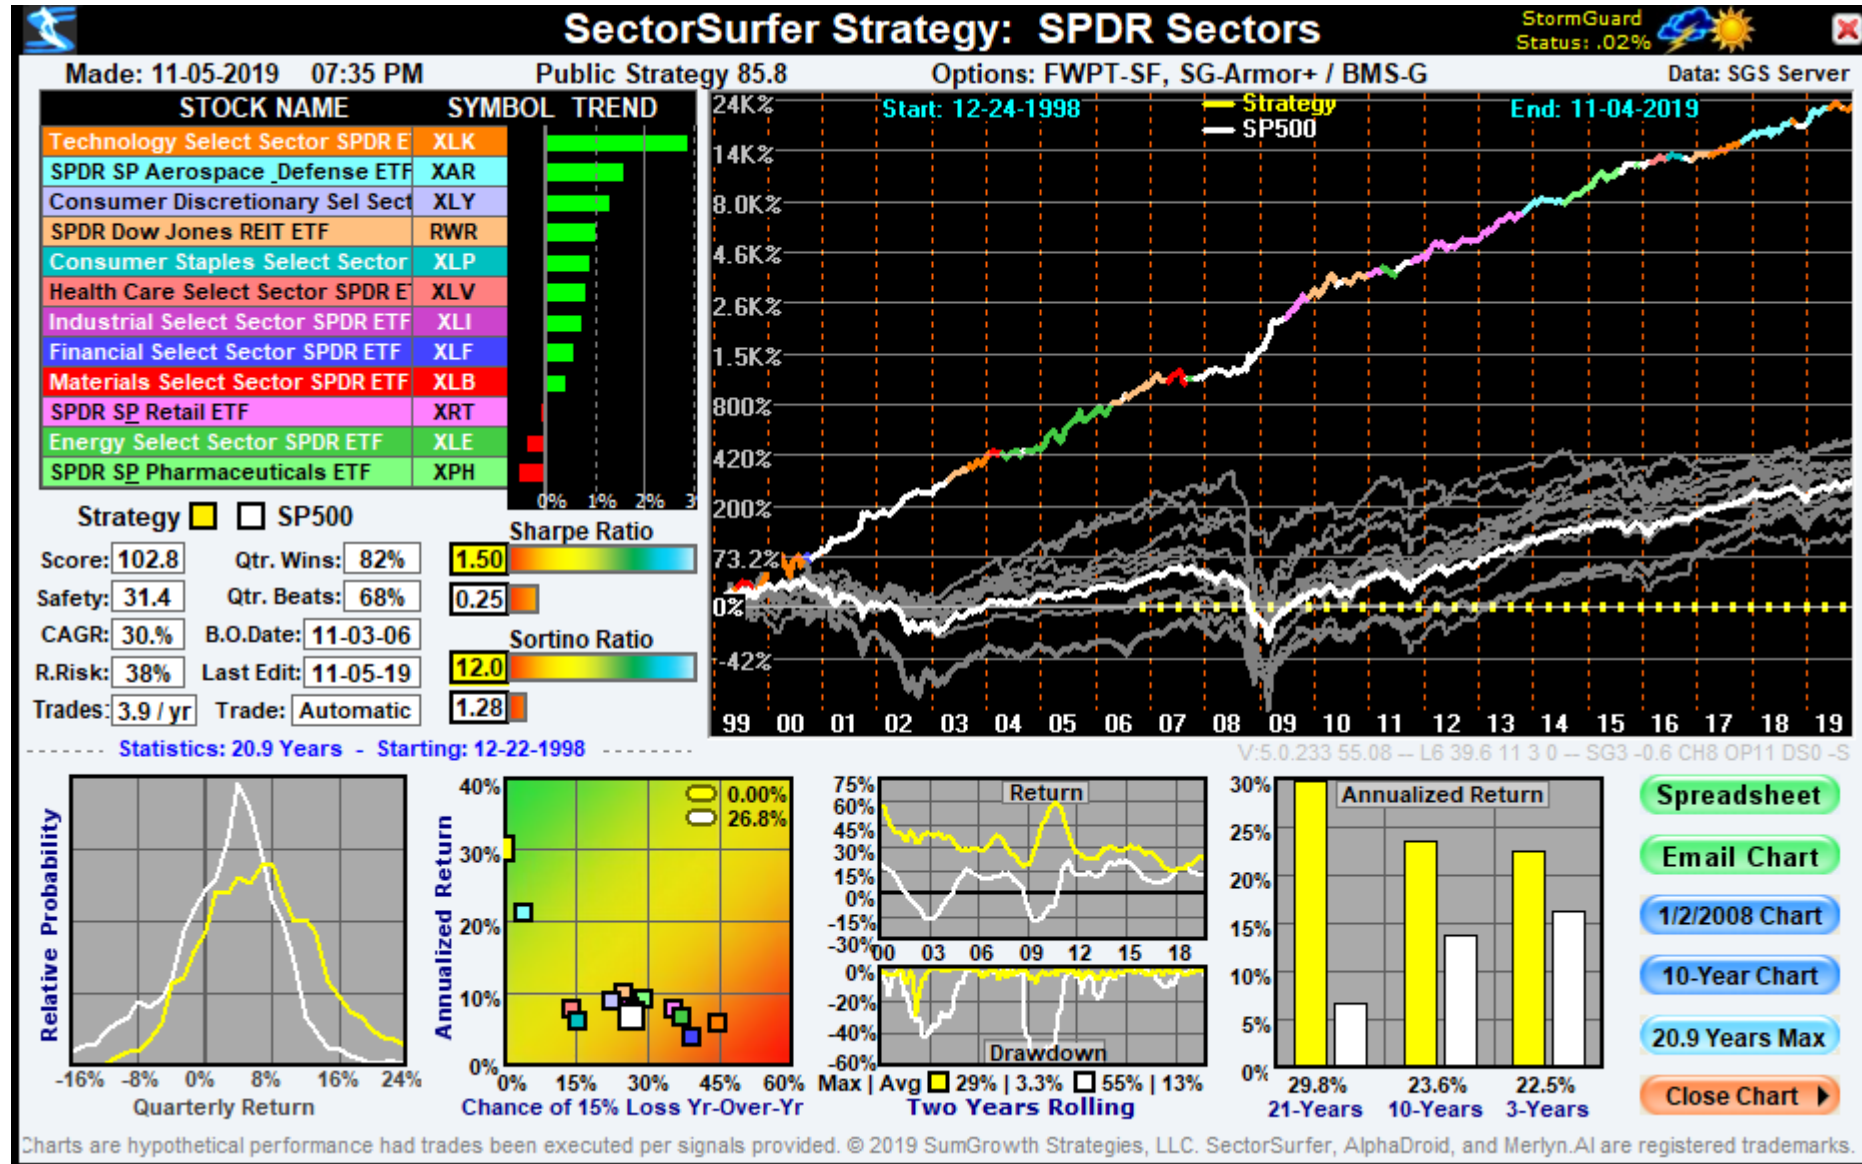 SectorSurfer Strategy: SPDR Sectors
StormGuard
Status: .02%
Made: 11-05-2019 07:35 PM
Public Strategy 85.8
Options: FWPT-SF, SG-Armor+ / BMS-G
Data: SGS Server
STOCK NAME SYMBOL TREND
Technology Select Sector SPDR E XLK
SPDR SP Aerospace _Defense ETF XAR
Consumer Discretionary Sel Sect XLY
SPDR Dow Jones REIT ETF RWR
Consumer Staples Select Sector XLP
Health Care Select Sector SPDR E XLV
Industrial Select Sector SPDR ETF XLI
Financial Select Sector SPDR ETF XLF
Materials Select Sector SPDR ETF XLB
SPDR SP Retail ETF XRT
Energy Select Sector SPDR ETF XLE
SPDR SP Pharmaceuticals ETF XPH
0% 1% 2% 3
Strategy SP500
Score: 102.8 Qtr. Wins: 82%
Safety: 31.4 Qtr. Beats: 68%
CAGR: 30.% B.O.Date: 11-03-06
R.Risk: 38% Last Edit: 11-05-19
Trades: 3.9 / yr Trade: Automatic
Sharpe Ratio
1.50
0.25
Sortino Ratio
12.0
1.28
Start: 12-24-1998
Strategy
SP500
End: 11-04-2019
24K%
14K%
8.0K%
4.6K%
2.6K%
1.5K%
800%
420%
200%
73.2%
0%
-42%
99 00 01 02 03 04 05 06 07 08 09 10 11 12 13 14 15 16 17 18 19
Statistics: 20.9 Years - Starting: 12-22-1998
V:5.0.233 55.08 -- L6 39.6 11 3 0 -- SG3 -0.6 CH8 OP11 DS0 -S
Relative Probability
-16% -8% 0% 8% 16% 24%
Quarterly Return
Annualized Return
40%
30%
20%
10%
0%
0.00%
26.8%
0% 15% 30% 45% 60%
Chance of 15% Loss Yr-Over-Yr
Return
75%
60%
45%
30%
15%
0%
-15%
-30%
00 03 06 09 12 15 18
0%
-20%
-40%
-60%
Drawdown
Max | Avg 29% | 3.3% 55% | 13%
Two Years Rolling
Annualized Return
30%
25%
20%
15%
10%
5%
0%
29.8% 23.6% 22.5%
21-Years 10-Years 3-Years
Spreadsheet
Email Chart
1/2/2008 Chart
10-Year Chart
20.9 Years Max
Close Chart
Charts are hypothetical performance had trades been executed per signals provided. © 2019 SumGrowth Strategies, LLC. SectorSurfer, AlphaDroid, and Merlyn.AI are registered trademarks.